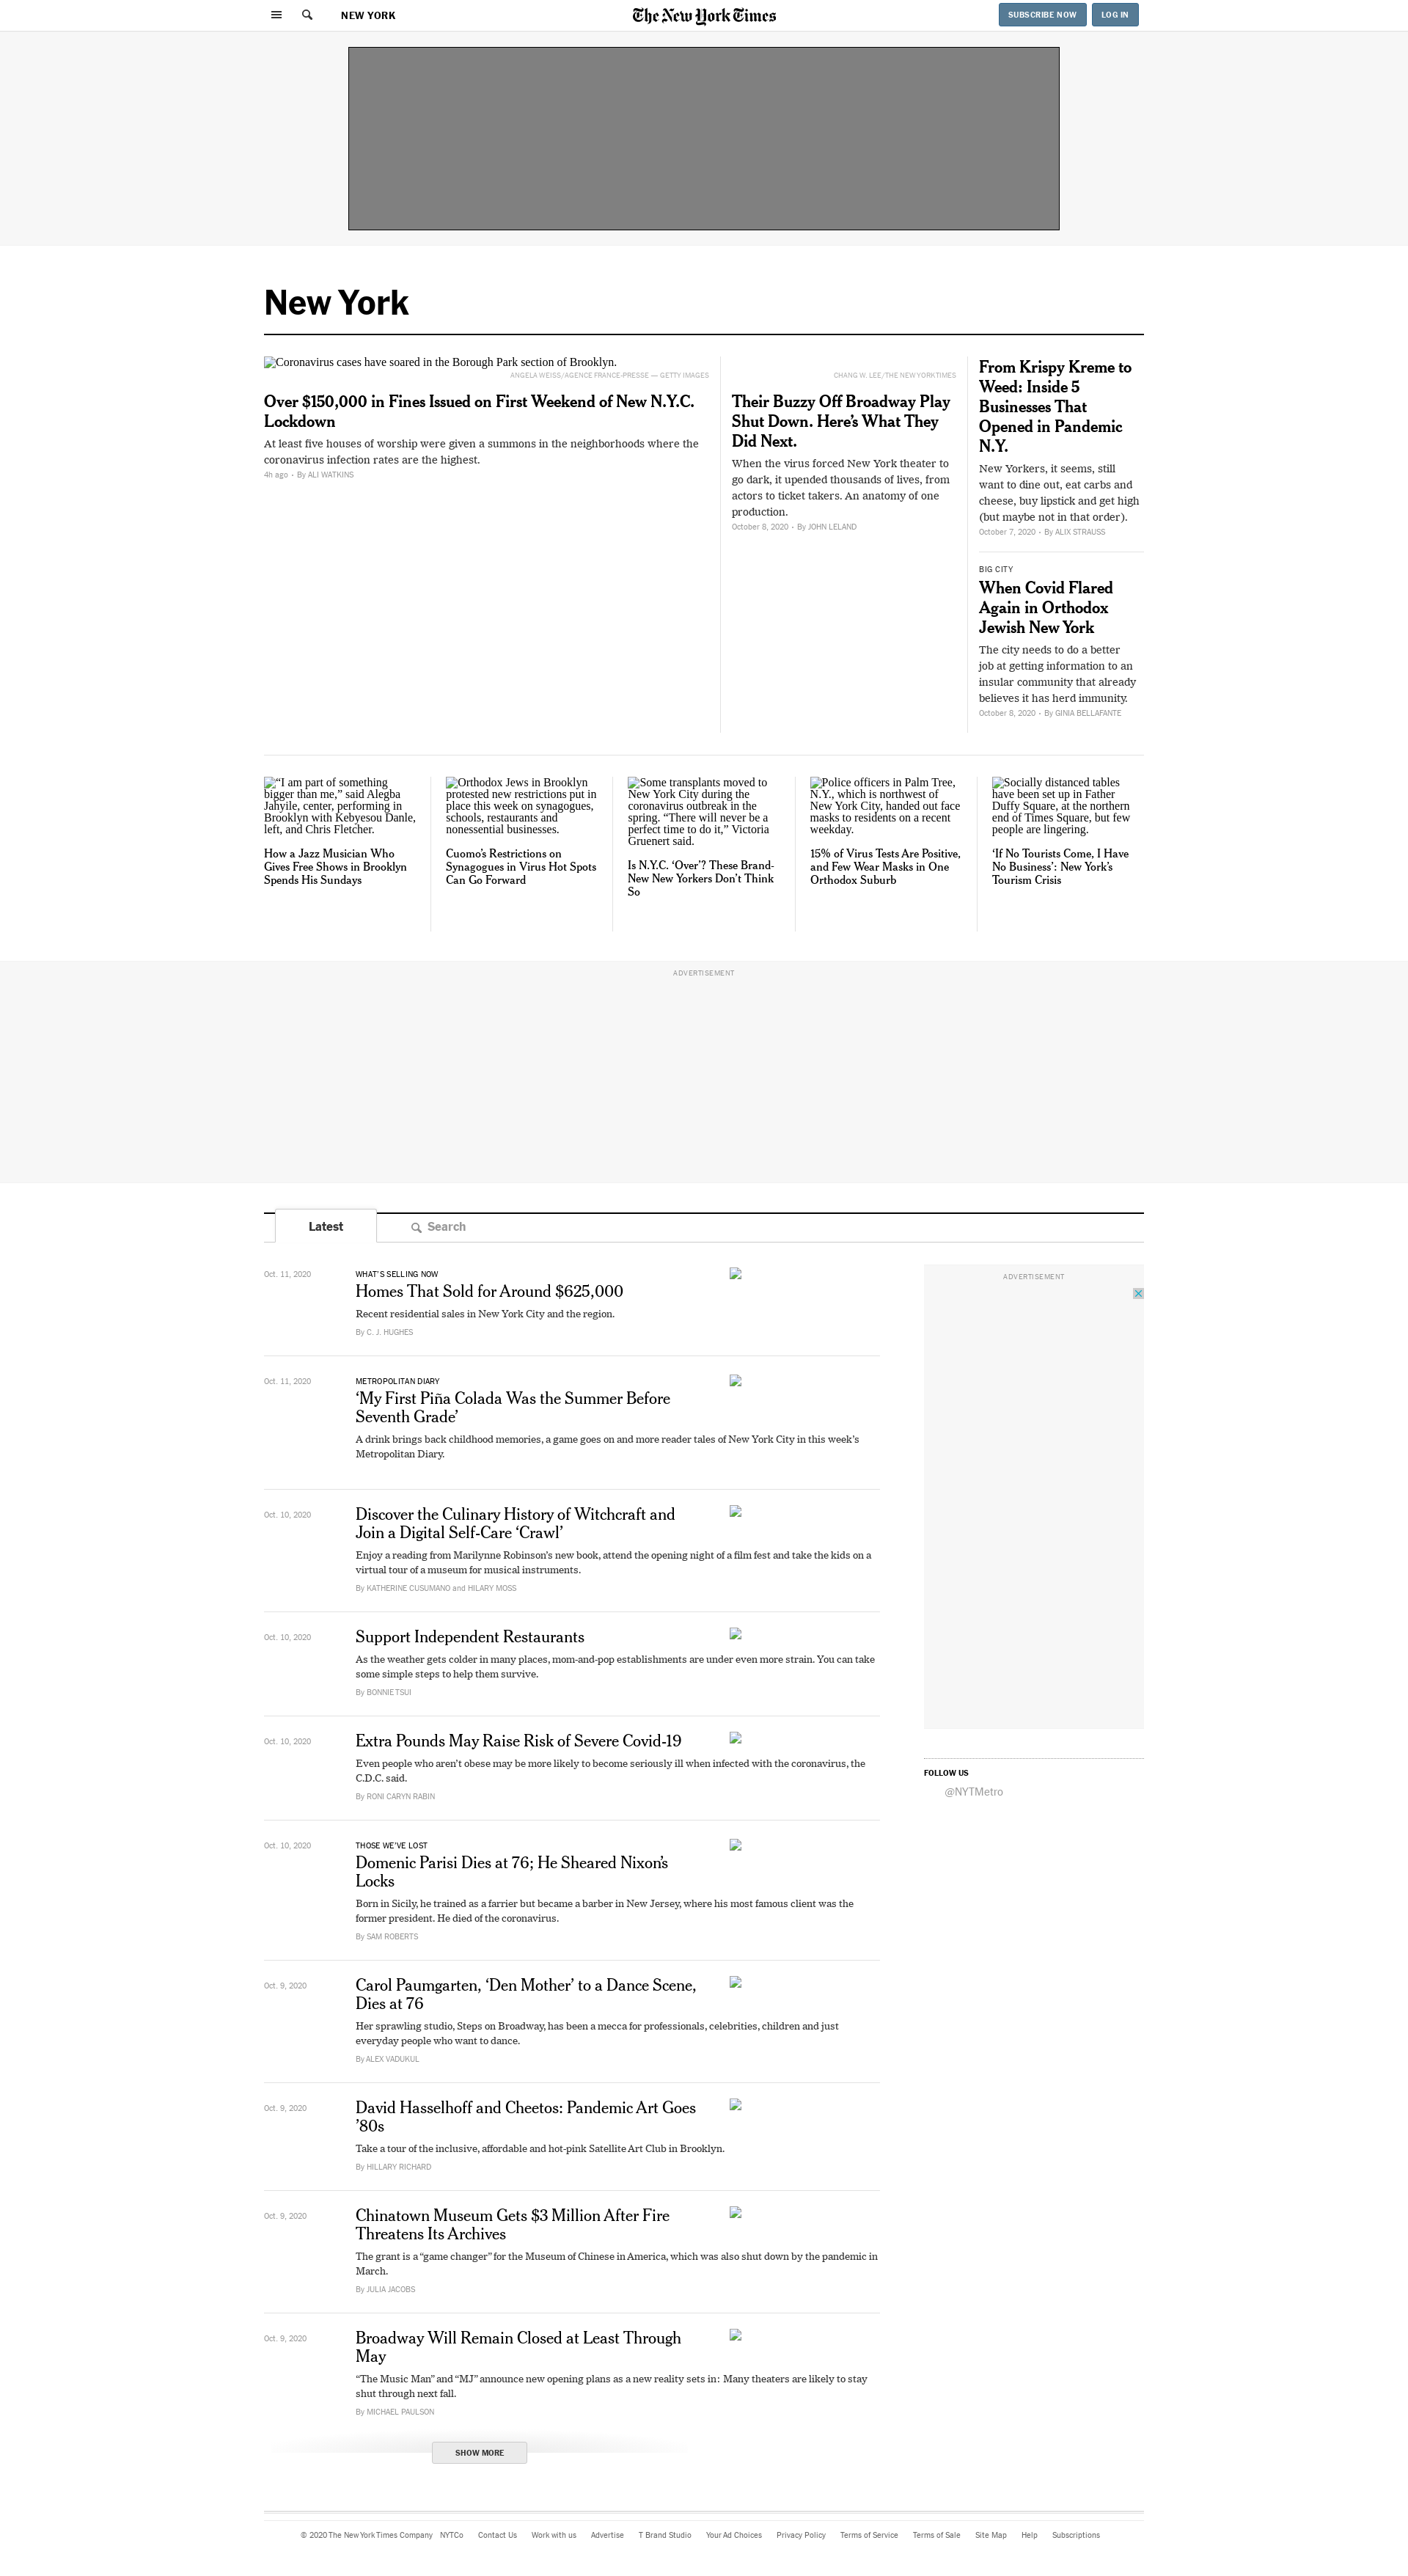 NEW YORK
The New York Times
SUBSCRIBE NOW
LOG IN
New York
Coronavirus cases have soared in the Borough Park section of Brooklyn.
ANGELA WEISS/AGENCE FRANCE-PRESSE — GETTY IMAGES
Over $150,000 in Fines Issued on First Weekend of New N.Y.C.
Lockdown
At least five houses of worship were given a summons in the neighborhoods where the
coronavirus infection rates are the highest.
4h ago • By ALI WATKINS
CHANG W. LEE/THE NEW YORK TIMES
Their Buzzy Off Broadway Play
Shut Down. Here’s What They
Did Next.
When the virus forced New York theater to
go dark, it upended thousands of lives, from
actors to ticket takers. An anatomy of one
production.
October 8, 2020 • By JOHN LELAND
From Krispy Kreme to
Weed: Inside 5
Businesses That
Opened in Pandemic
N.Y.
New Yorkers, it seems, still
want to dine out, eat carbs and
cheese, buy lipstick and get high
(but maybe not in that order).
October 7, 2020 • By ALIX STRAUSS
BIG CITY
When Covid Flared
Again in Orthodox
Jewish New York
The city needs to do a better
job at getting information to an
insular community that already
believes it has herd immunity.
October 8, 2020 • By GINIA BELLAFANTE
“I am part of something
bigger than me,” said Alegba
Jahyile, center, performing in
Brooklyn with Kebyesou Danle,
left, and Chris Fletcher.
How a Jazz Musician Who
Gives Free Shows in Brooklyn
Spends His Sundays
Orthodox Jews in Brooklyn
protested new restrictions put in
place this week on synagogues,
schools, restaurants and
nonessential businesses.
Cuomo’s Restrictions on
Synagogues in Virus Hot Spots
Can Go Forward
Some transplants moved to
New York City during the
coronavirus outbreak in the
spring. “There will never be a
perfect time to do it,” Victoria
Gruenert said.
Is N.Y.C. ‘Over’? These Brand-
New New Yorkers Don’t Think
So
Police officers in Palm Tree,
N.Y., which is northwest of
New York City, handed out face
masks to residents on a recent
weekday.
15% of Virus Tests Are Positive,
and Few Wear Masks in One
Orthodox Suburb
Socially distanced tables
have been set up in Father
Duffy Square, at the northern
end of Times Square, but few
people are lingering.
‘If No Tourists Come, I Have
No Business’: New York’s
Tourism Crisis
ADVERTISEMENT
Latest
Search
Oct. 11, 2020
WHAT’S SELLING NOW
Homes That Sold for Around $625,000
Recent residential sales in New York City and the region.
By C. J. HUGHES
Oct. 11, 2020
METROPOLITAN DIARY
‘My First Piña Colada Was the Summer Before
Seventh Grade’
A drink brings back childhood memories, a game goes on and more reader tales of New York City in this week’s
Metropolitan Diary.
Oct. 10, 2020
Discover the Culinary History of Witchcraft and
Join a Digital Self-Care ‘Crawl’
Enjoy a reading from Marilynne Robinson’s new book, attend the opening night of a film fest and take the kids on a
virtual tour of a museum for musical instruments.
By KATHERINE CUSUMANO and HILARY MOSS
Oct. 10, 2020
Support Independent Restaurants
As the weather gets colder in many places, mom-and-pop establishments are under even more strain. You can take
some simple steps to help them survive.
By BONNIE TSUI
Oct. 10, 2020
Extra Pounds May Raise Risk of Severe Covid-19
Even people who aren’t obese may be more likely to become seriously ill when infected with the coronavirus, the
C.D.C. said.
By RONI CARYN RABIN
Oct. 10, 2020
THOSE WE’VE LOST
Domenic Parisi Dies at 76; He Sheared Nixon’s
Locks
Born in Sicily, he trained as a farrier but became a barber in New Jersey, where his most famous client was the
former president. He died of the coronavirus.
By SAM ROBERTS
Oct. 9, 2020
Carol Paumgarten, ‘Den Mother’ to a Dance Scene,
Dies at 76
Her sprawling studio, Steps on Broadway, has been a mecca for professionals, celebrities, children and just
everyday people who want to dance.
By ALEX VADUKUL
Oct. 9, 2020
David Hasselhoff and Cheetos: Pandemic Art Goes
’80s
Take a tour of the inclusive, affordable and hot-pink Satellite Art Club in Brooklyn.
By HILLARY RICHARD
Oct. 9, 2020
Chinatown Museum Gets $3 Million After Fire
Threatens Its Archives
The grant is a “game changer” for the Museum of Chinese in America, which was also shut down by the pandemic in
March.
By JULIA JACOBS
Oct. 9, 2020
Broadway Will Remain Closed at Least Through
May
“The Music Man” and “MJ” announce new opening plans as a new reality sets in: Many theaters are likely to stay
shut through next fall.
By MICHAEL PAULSON
SHOW MORE
ADVERTISEMENT
FOLLOW US
@NYTMetro
© 2020 The New York Times Company NYTCo Contact Us Work with us Advertise T Brand Studio Your Ad Choices Privacy Policy Terms of Service Terms of Sale Site Map Help Subscriptions